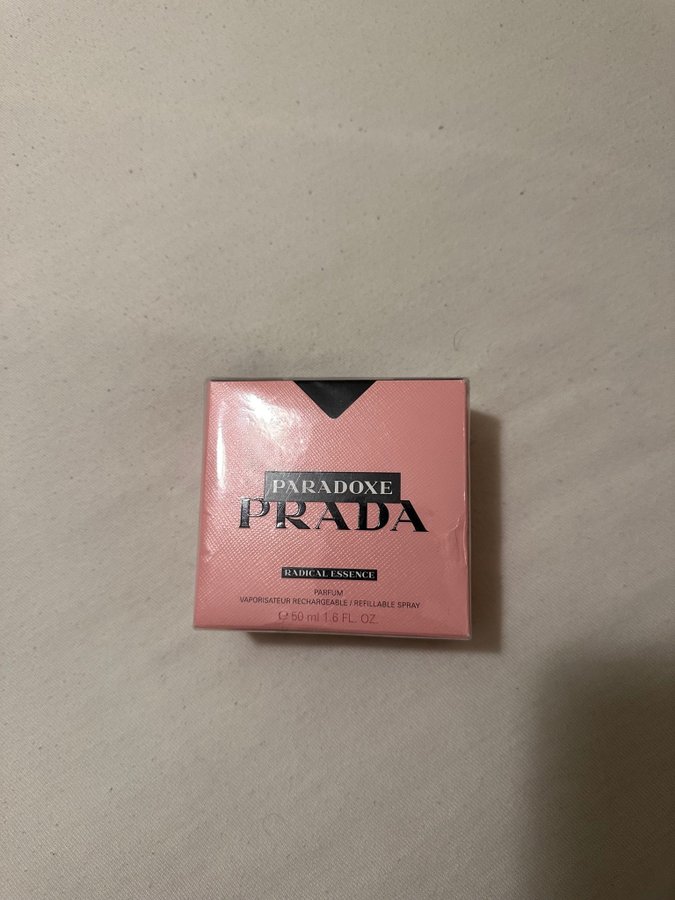 PARADOXE
PRADA
RADICAL ESSENCE
PARFUM
VAPORISATEUR RECHARGEABLE / REFILLABLE SPRAY
℮ 50 ml 1.6 FL. OZ.